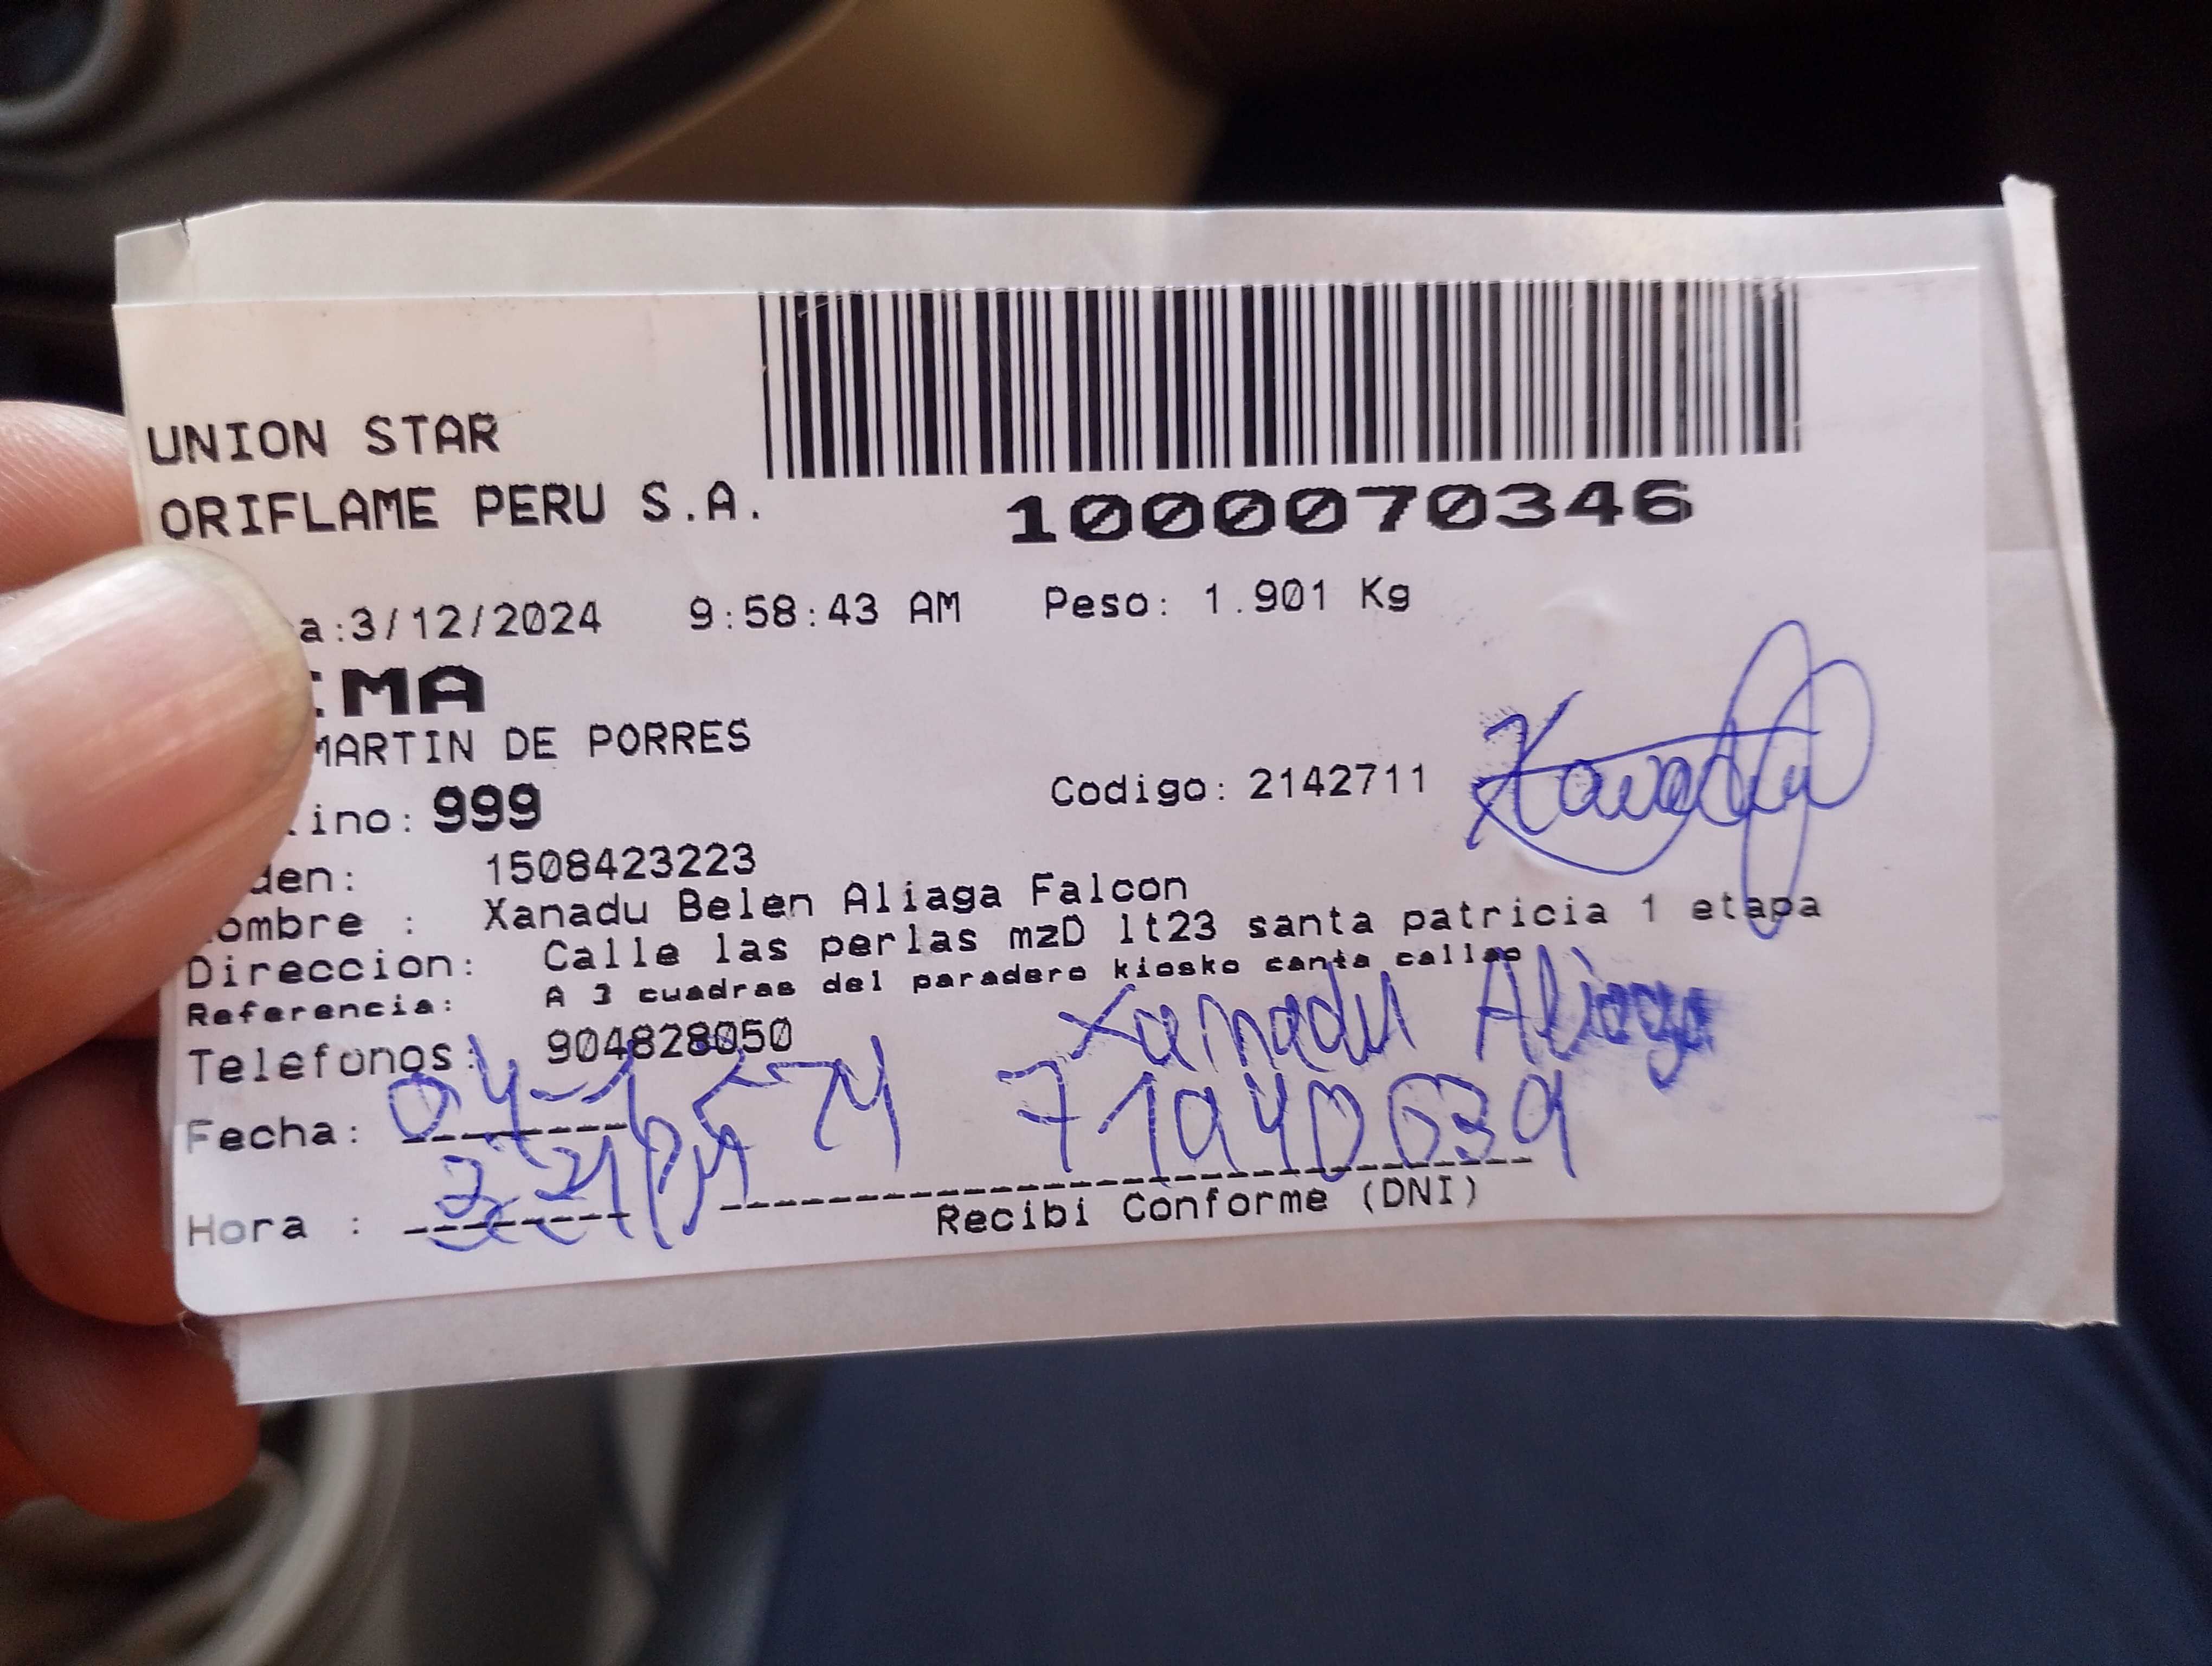 UNION STAR
ORIFLAME PERU S.A.
1000070346
a:3/12/2024 9:58:43 AM Peso: 1.901 Kg
IMA
MARTIN DE PORRES
ino: 999 Codigo: 2142711
den: 1508423223
ombre : Xanadu Belen Aliaga Falcon
Direccion: Calle las perlas mzD lt23 santa patricia 1 etapa
Referencia: A 3 cuadras del paradero kiosko canta callao
Telefonos: 904828050
Xanadu Aliaga
Fecha: 71940639
Hora :
Recibi Conforme (DNI)